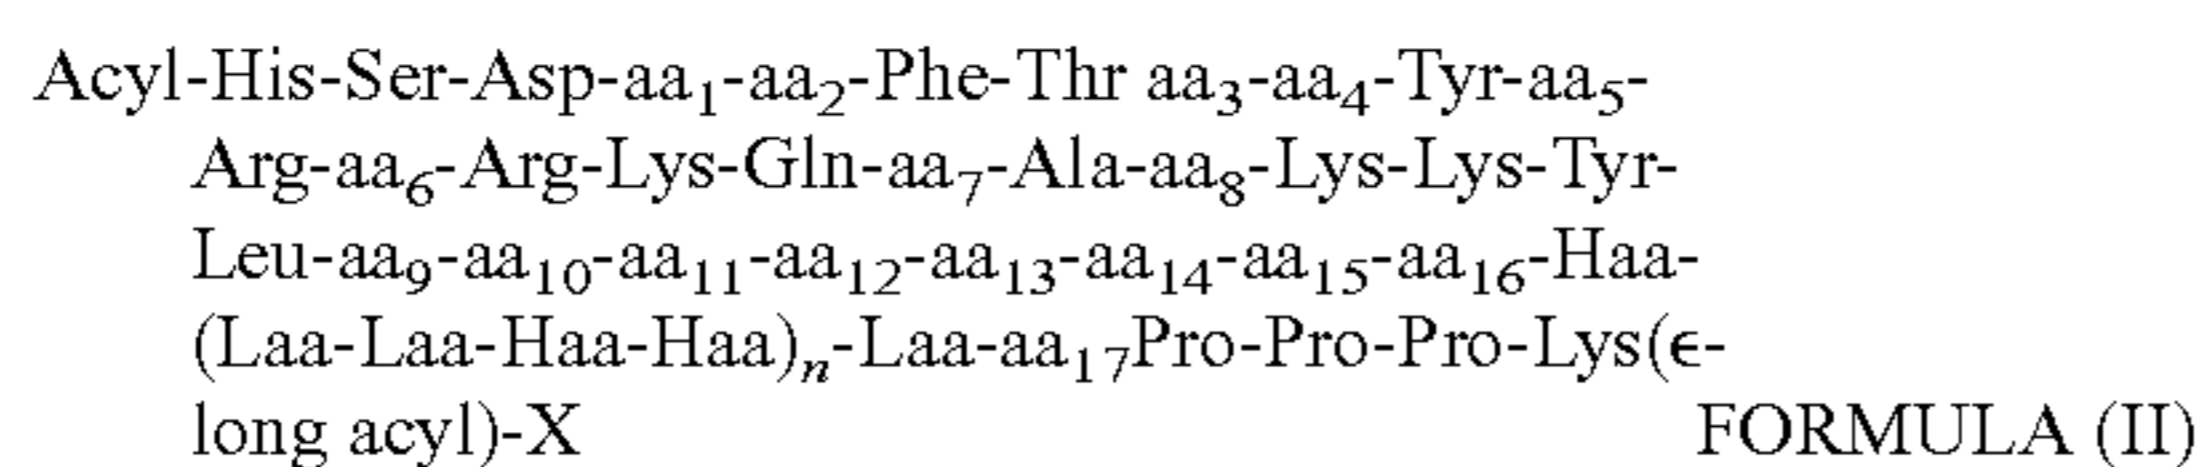 Acyl-His-Ser-Asp-aa₁-aa₂-Phe-Thr aa₃-aa₄-Tyr-aa₅-
Arg-aa₆-Arg-Lys-Gln-aa₇-Ala-aa₈-Lys-Lys-Tyr-
Leu-aa₉-aa₁₀-aa₁₁-aa₁₂-aa₁₃-aa₁₄-aa₁₅-aa₁₆-Haa-
(Laa-Laa-Haa-Haa)ₙ-Laa-aa₁₇Pro-Pro-Pro-Lys(ϵ-
long acyl)-X FORMULA (II)